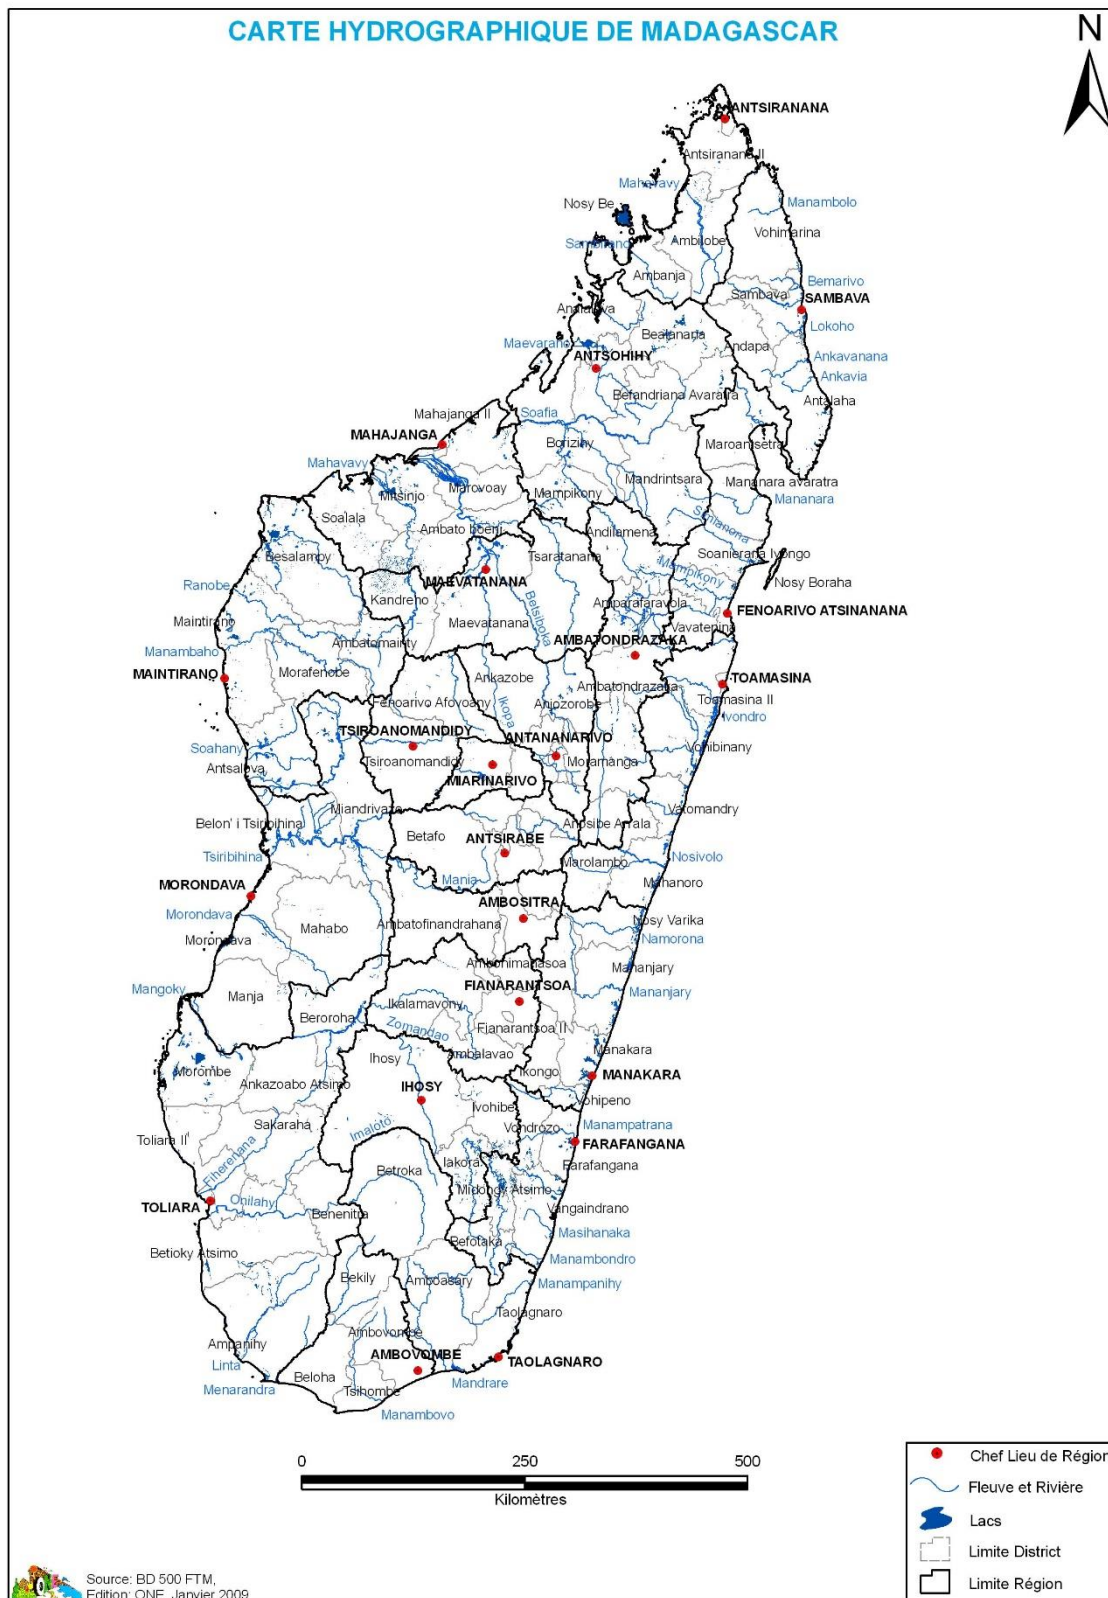 CARTE HYDROGRAPHIQUE DE MADAGASCAR
N
ANTSIRANANA
Antsiranana II
Mahavavy
Nosy Be
Manambolo
Vohimarina
Sambirano
Ambilobe
Ambanja
Bemarivo
Sambava
SAMBAVA
Analalava
Lokoho
Bealanana
Maevarano
Andapa
ANTSOHIHY
Ankavanana
Ankavia
Befandriana Avaratra
Antalaha
Mahajanga II
Soafia
MAHAJANGA
Borizihy
Maroantsetra
Mahavavy
Mandrintsara
Mananara avaratra
Marovoay
Mitsinjo
Mampikony
Mananara
Soalala
Simianona
Ambato boeni
Andilamena
Besalampy
Tsaratanana
Soanierana Ivongo
Mampikony
Nosy Boraha
MAEVATANANA
Ranobe
Kandreho
Betsiboka
Amparafaravola
FENOARIVO ATSINANANA
Maintirano
Maevatanana
Vavatenina
Ambatomainty
AMBATONDRAZAKA
Manambaho
MAINTIRANO
Morafenobe
Ankazobe
TOAMASINA
Ambatondrazaka
Toamasina II
Fenoarivo Afovoany
Ikopa
Anjozorobe
Ivondro
TSIROANOMANDIDY
ANTANANARIVO
Soahany
Vohibinany
Antsalova
Tsiroanomandidy
Moramanga
MIARINARIVO
Miandrivazo
Vatomandry
Belon' i Tsiribihina
Betafo
Anosibe An'ala
ANTSIRABE
Tsiribihina
Nosivolo
Marolambo
Mania
Mahanoro
MORONDAVA
AMBOSITRA
Morondava
Mahabo
Ambatofinandrahana
Nosy Varika
Morondava
Namorona
Ambohimahasoa
Mananjary
FIANARANTSOA
Mangoky
Manja
Mananjary
Beroroha
Ikalamavony
Zomandao
Fianarantsoa II
Manakara
Ihosy
Ambalavao
Morombe
Ikongo
MANAKARA
Ankazoabo Atsimo
IHOSY
Vohipeno
Ivohibe
Sakaraha
Imaloto
Vondrozo
Manampatrana
Toliara II
FARAFANGANA
Fiherenana
Iakora
Farafangana
Betroka
Midongy Atsimo
Onilahy
TOLIARA
Benenitra
Vangaindrano
Masihanaka
Betioky Atsimo
Befotaka
Manambondro
Bekily
Amboasary
Manampanihy
Taolagnaro
Ambovombe
Ampanihy
AMBOVOMBE
TAOLAGNARO
Linta
Beloha
Mandrare
Menarandra
Tsihombe
Manambovo
0 250 500
Kilomètres
Chef Lieu de Région
Fleuve et Rivière
Lacs
Limite District
Limite Région
Source: BD 500 FTM,
Edition: ONE, Janvier 2009